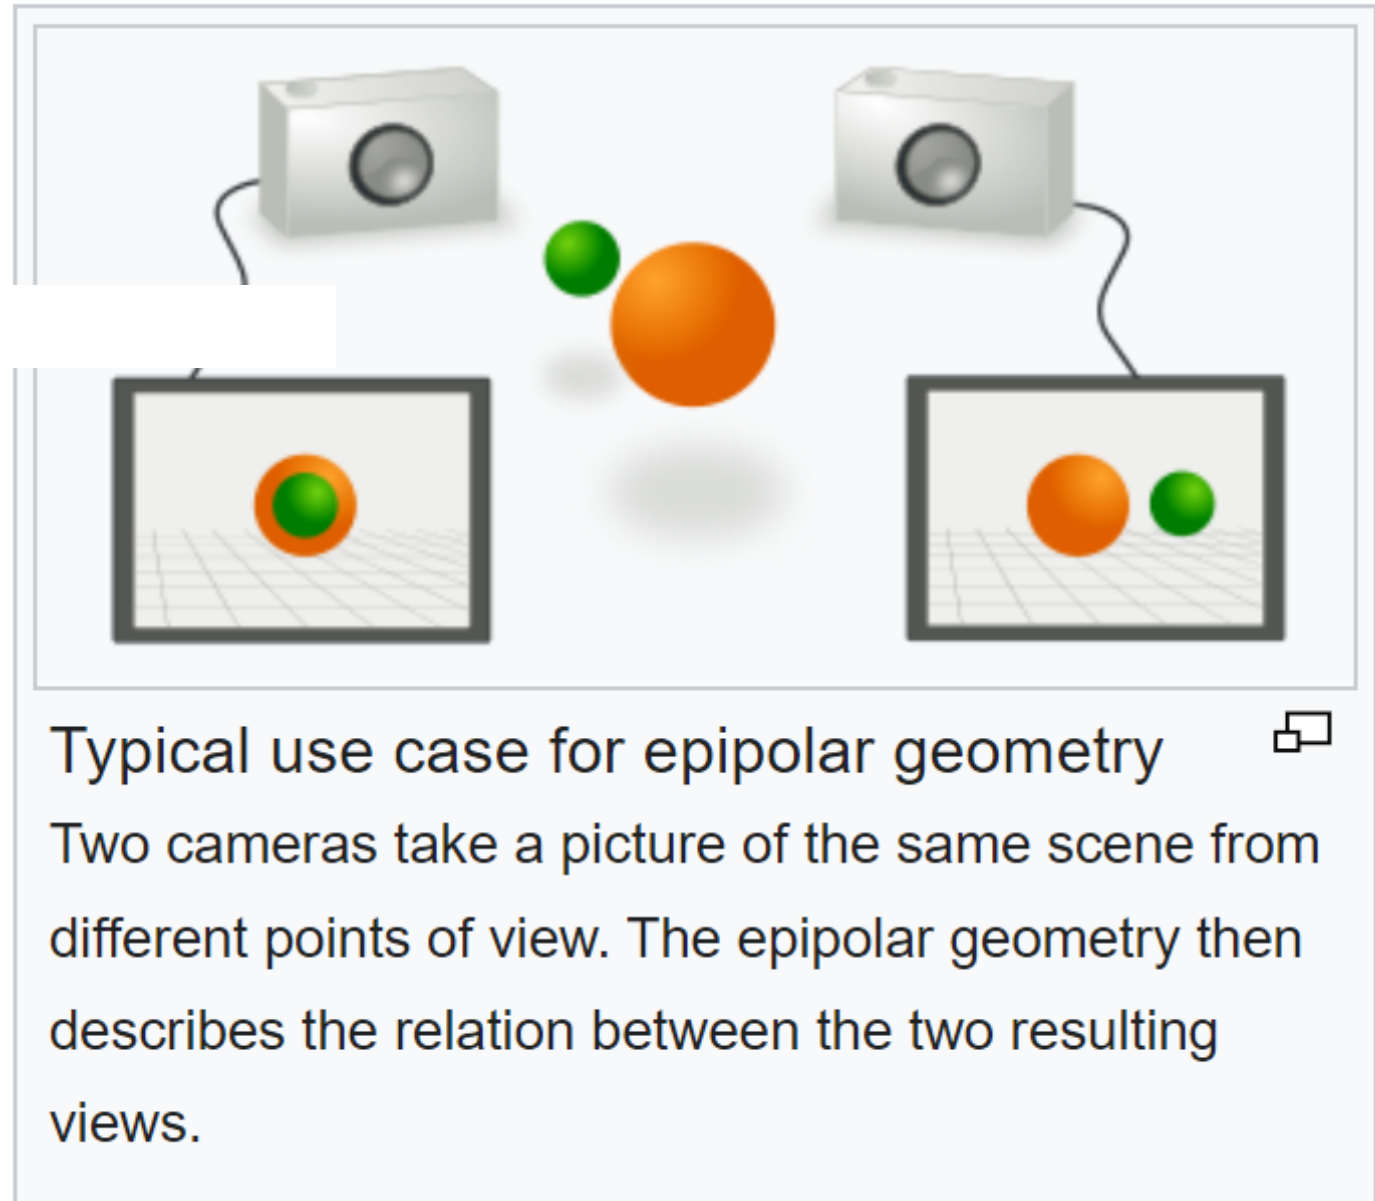 Typical use case for epipolar geometry
Two cameras take a picture of the same scene from
different points of view. The epipolar geometry then
describes the relation between the two resulting
views.